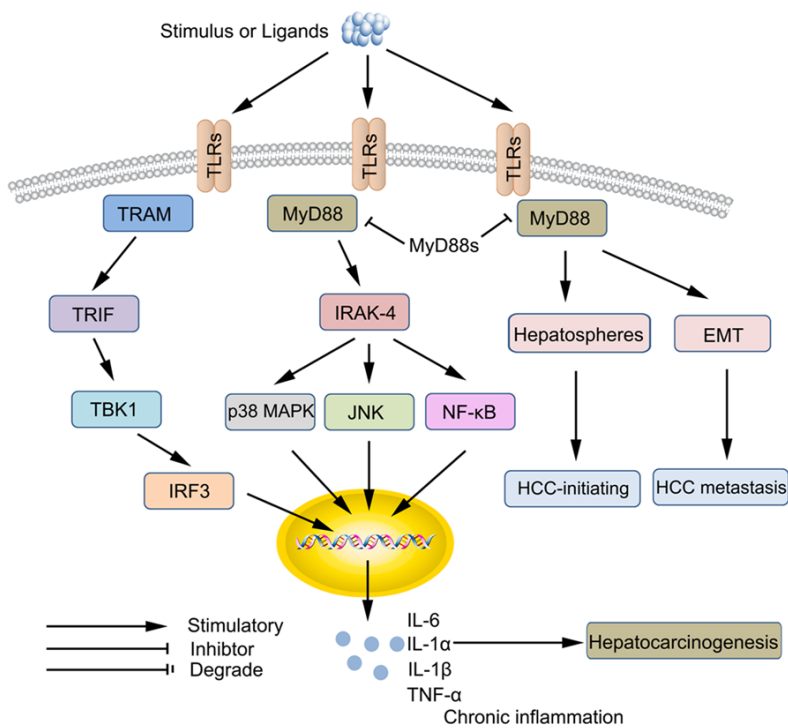 Stimulus or Ligands
TLRs
TLRs
TLRs
TRAM
MyD88
MyD88s
MyD88
TRIF
IRAK-4
Hepatospheres
EMT
TBK1
p38 MAPK
JNK
NF-κB
IRF3
HCC-initiating
HCC metastasis
Stimulatory
Inhibtor
Degrade
IL-6
IL-1α
IL-1β
TNF-α
Chronic inflammation
Hepatocarcinogenesis